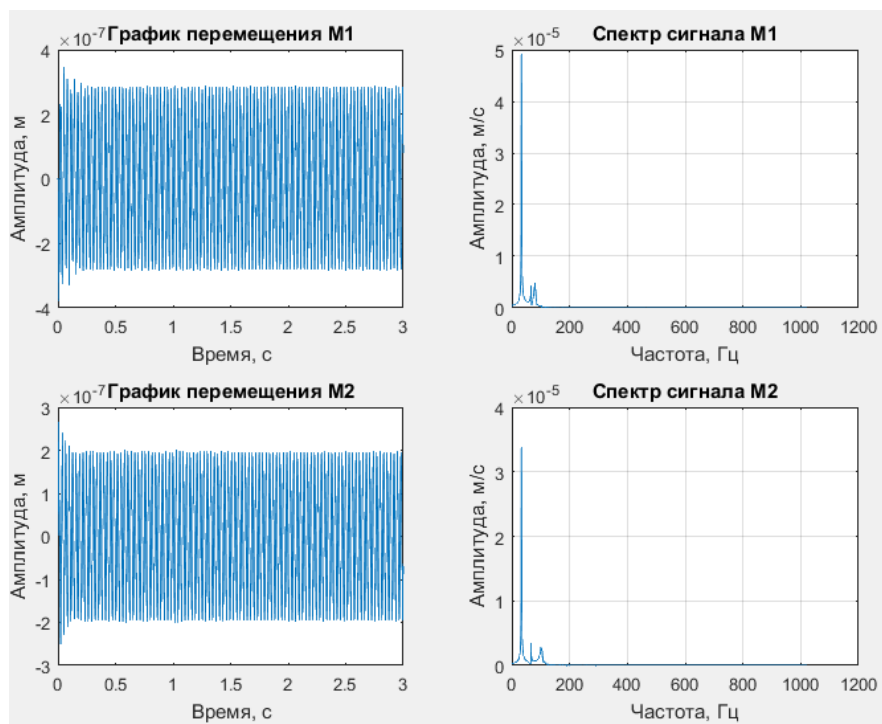 ×10⁻⁷ График перемещения М1
4
2
0
-2
-4
0 0.5 1 1.5 2 2.5 3
Амплитуда, м
Время, с
Спектр сигнала М1
×10⁻⁵
5
4
3
2
1
0
0 200 400 600 800 1000 1200
Амплитуда, м/с
Частота, Гц
×10⁻⁷ График перемещения М2
3
2
1
0
-1
-2
-3
0 0.5 1 1.5 2 2.5 3
Амплитуда, м
Время, с
Спектр сигнала М2
×10⁻⁵
4
3
2
1
0
0 200 400 600 800 1000 1200
Амплитуда, м/с
Частота, Гц